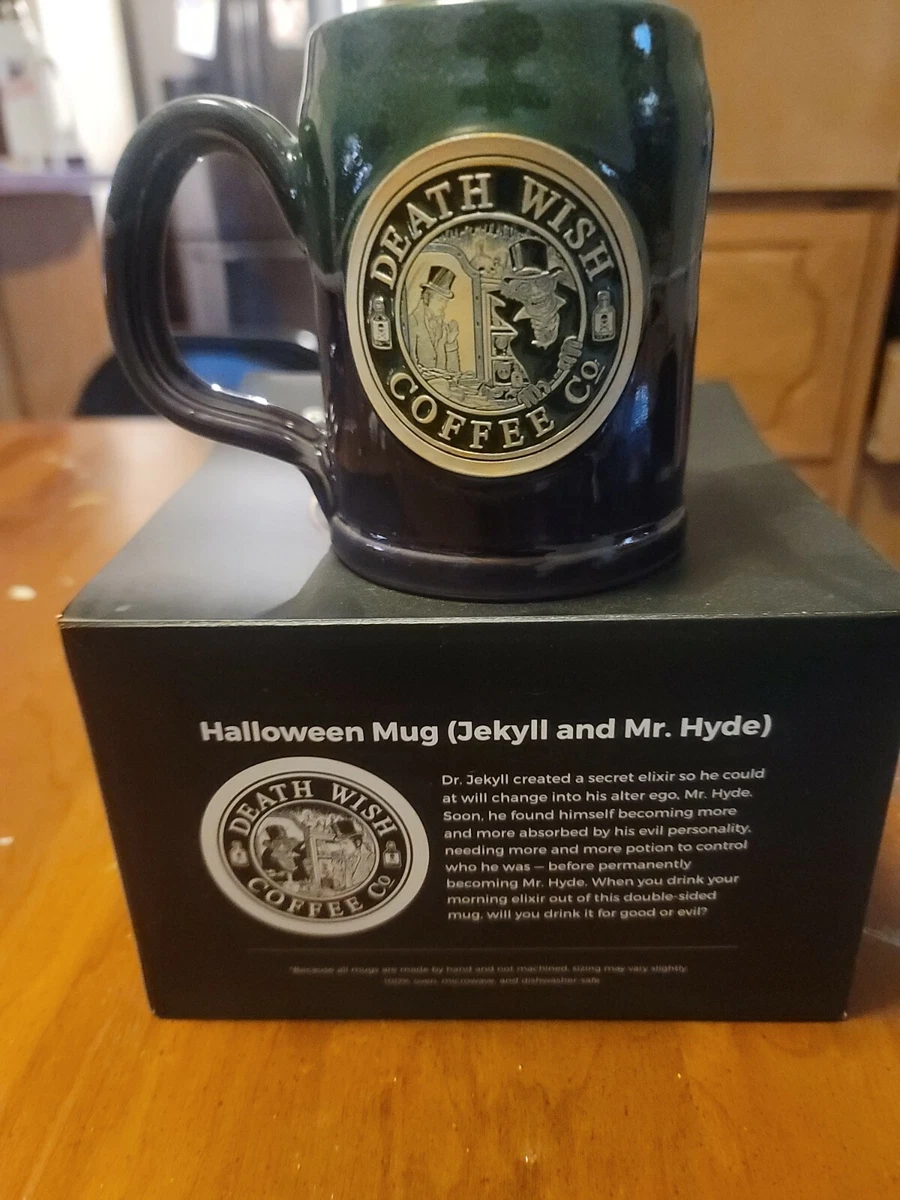 DEATH WISH
COFFEE Co
Halloween Mug (Jekyll and Mr. Hyde)
DEATH WISH
COFFEE Co
Dr. Jekyll created a secret elixir so he could
at will change into his alter ego, Mr. Hyde.
Soon, he found himself becoming more
and more absorbed by his evil personality,
needing more and more potion to control
who he was — before permanently
becoming Mr. Hyde. When you drink your
morning elixir out of this double-sided
mug, will you drink it for good or evil?
*Because all mugs are made by hand and not machined, sizing may vary slightly.
100% oven, microwave, and dishwasher safe